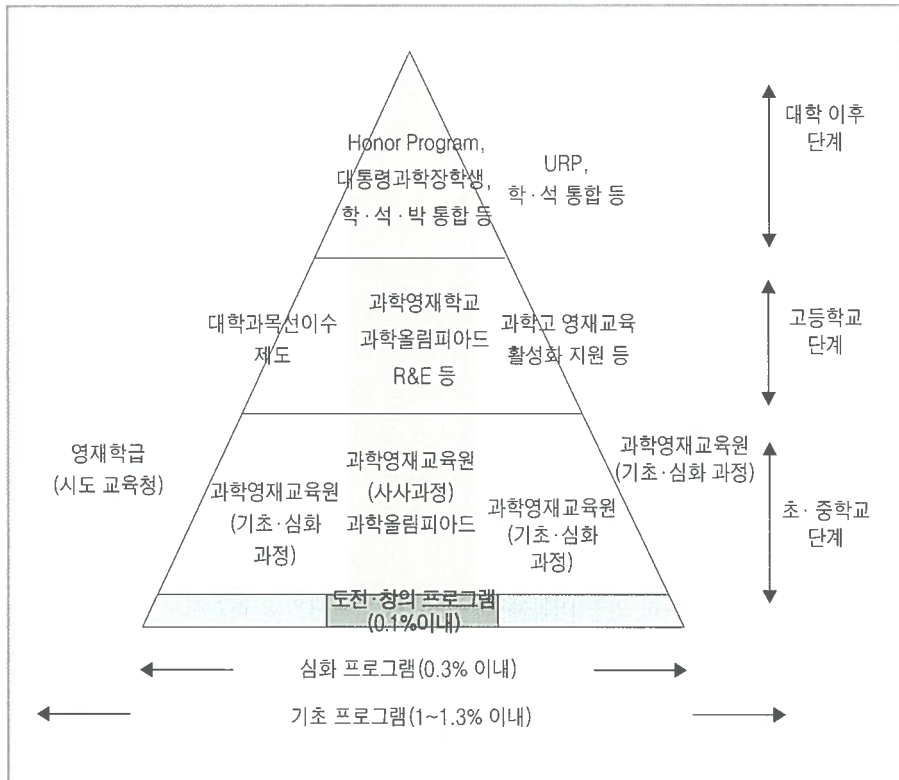 Honor Program,
대통령과학장학생,
학·석·박 통합 등
URP,
학·석 통합 등
대학 이후
단계
대학과목선이수
제도
과학영재학교
과학올림피아드
R&E 등
과학고 영재교육
활성화 지원 등
고등학교
단계
영재학급
(시도 교육청)
과학영재교육원
(기초·심화
과정)
과학영재교육원
(사사과정)
과학올림피아드
과학영재교육원
(기초·심화
과정)
과학영재교육원
(기초·심화 과정)
초·중학교
단계
도전·창의 프로그램
(0.1%이내)
심화 프로그램(0.3% 이내)
기초 프로그램(1~1.3% 이내)